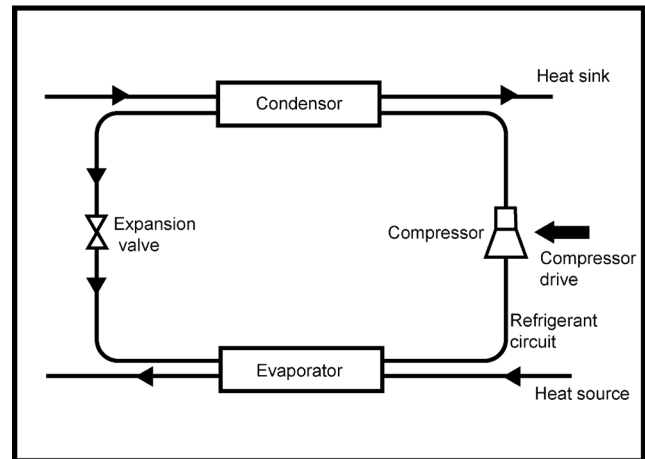 Heat sink
Condensor
Expansion
valve
Compressor
Compressor
drive
Refrigerant
circuit
Evaporator
Heat source